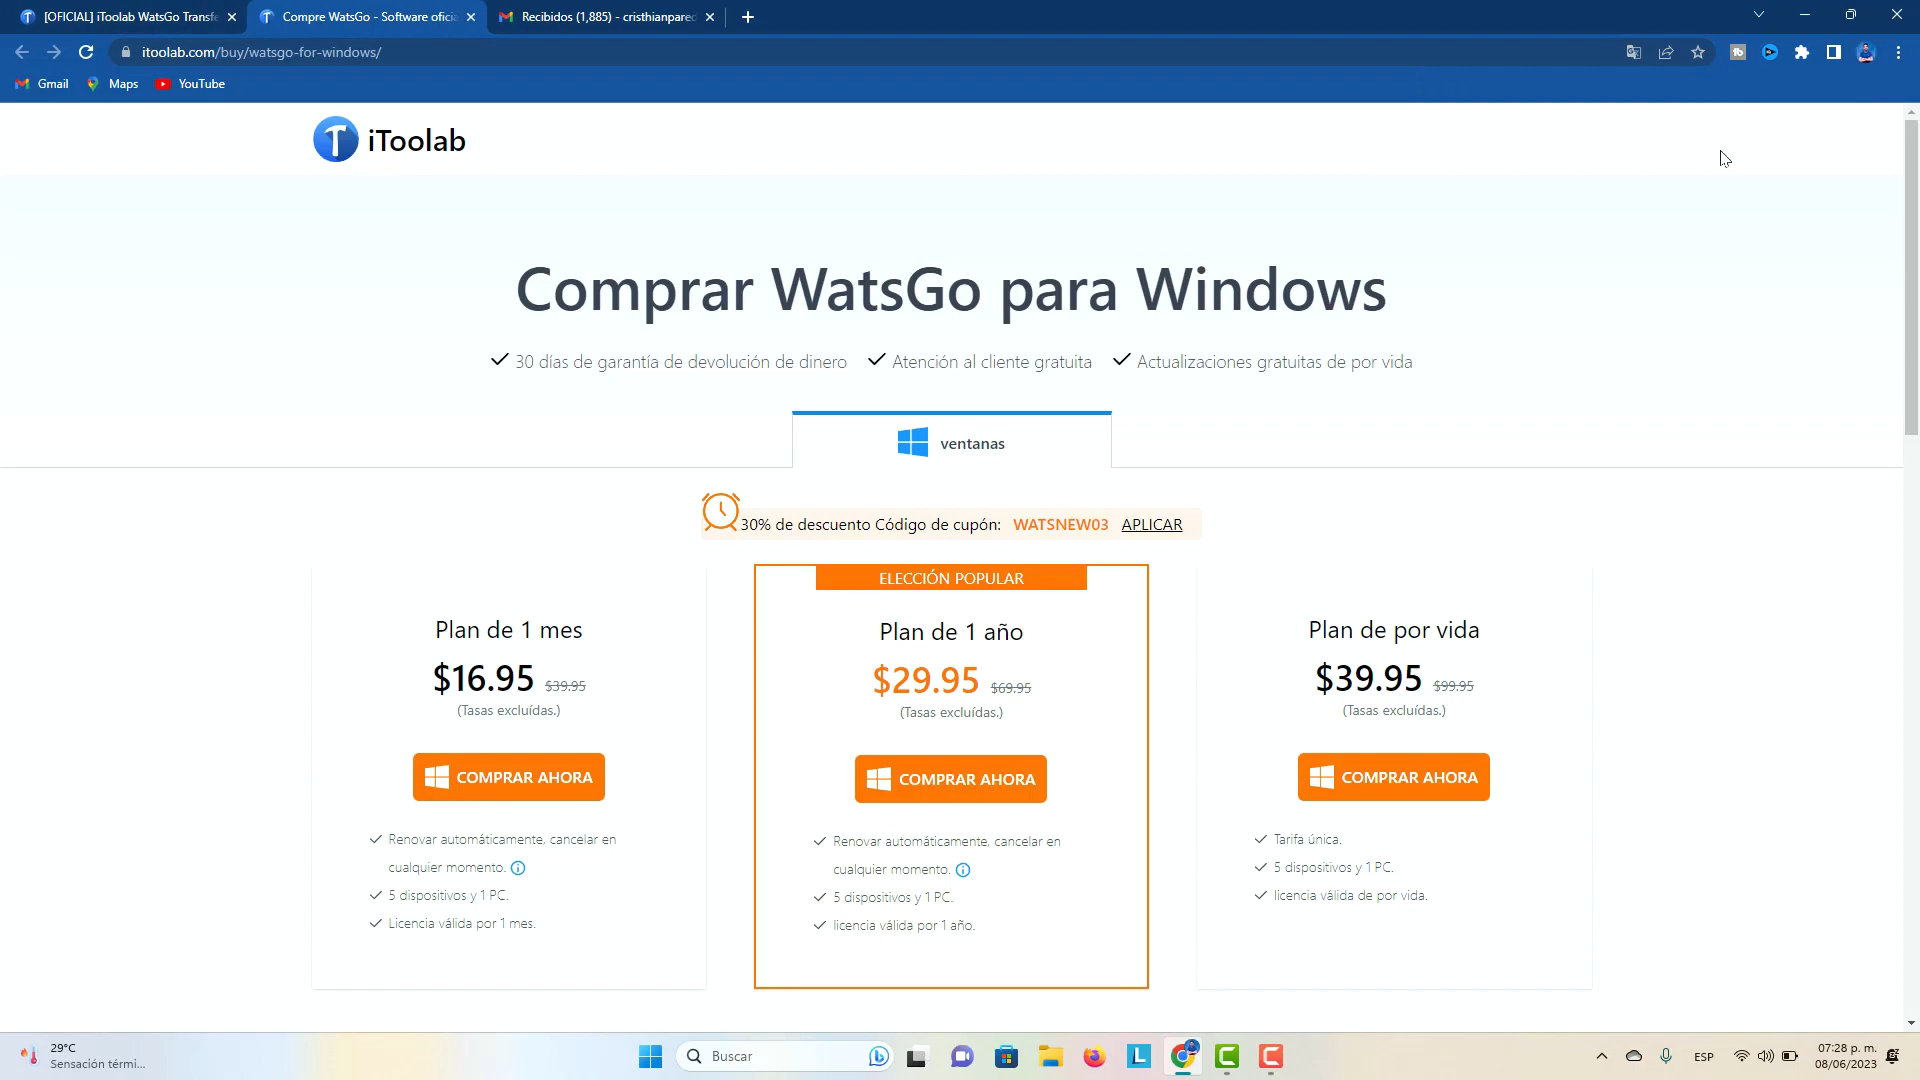 [OFICIAL] iToolab WatsGo Transfe
Compre WatsGo - Software oficia
Recibidos (1,885) - cristhianpared
itoolab.com/buy/watsgo-for-windows/
Gmail
Maps
YouTube
iToolab
Comprar WatsGo para Windows
30 días de garantía de devolución de dinero
Atención al cliente gratuita
Actualizaciones gratuitas de por vida
ventanas
30% de descuento Código de cupón: WATSNEW03 APLICAR
Plan de 1 mes
$16.95 $39.95
(Tasas excluídas.)
COMPRAR AHORA
Renovar automáticamente, cancelar en
cualquier momento.
5 dispositivos y 1 PC.
Licencia válida por 1 mes.
ELECCIÓN POPULAR
Plan de 1 año
$29.95 $69.95
(Tasas excluídas.)
COMPRAR AHORA
Renovar automáticamente, cancelar en
cualquier momento.
5 dispositivos y 1 PC.
licencia válida por 1 año.
Plan de por vida
$39.95 $99.95
(Tasas excluídas.)
COMPRAR AHORA
Tarifa única.
5 dispositivos y 1 PC.
licencia válida de por vida.
29°C
Sensación térmi...
Buscar
ESP
07:28 p. m.
08/06/2023